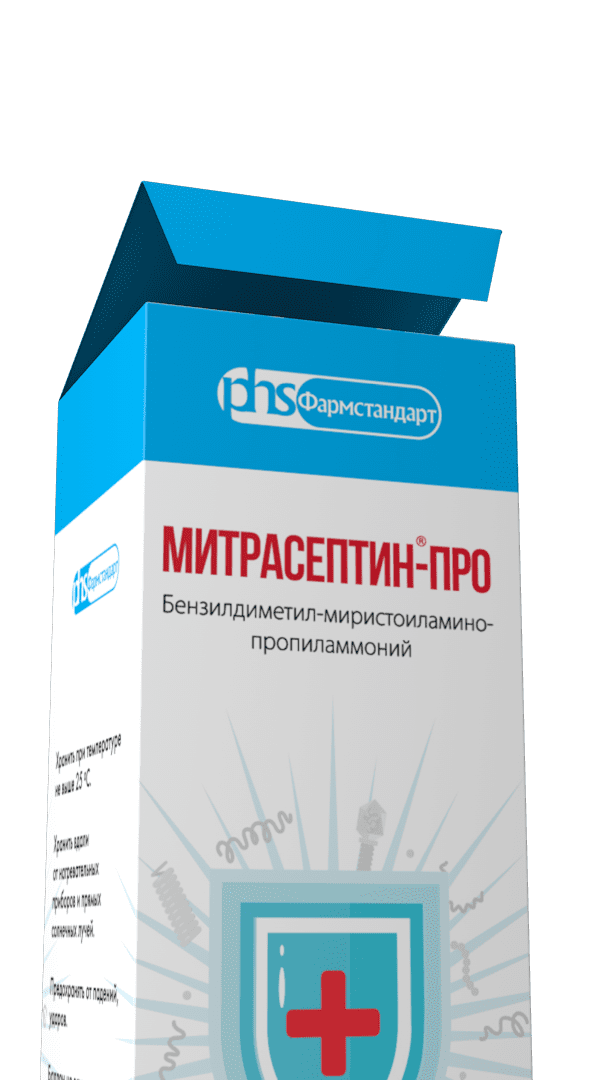 phs Фармстандарт
МИТРАСЕПТИН®-ПРО
Бензилдиметил-миристоиламино-
пропиламмоний
phs Фармстандарт
Хранить при температуре
не выше 25 °С.
Хранить вдали
от нагревательных
приборов и прямых
солнечных лучей.
Предохранять от падений,
ударов.